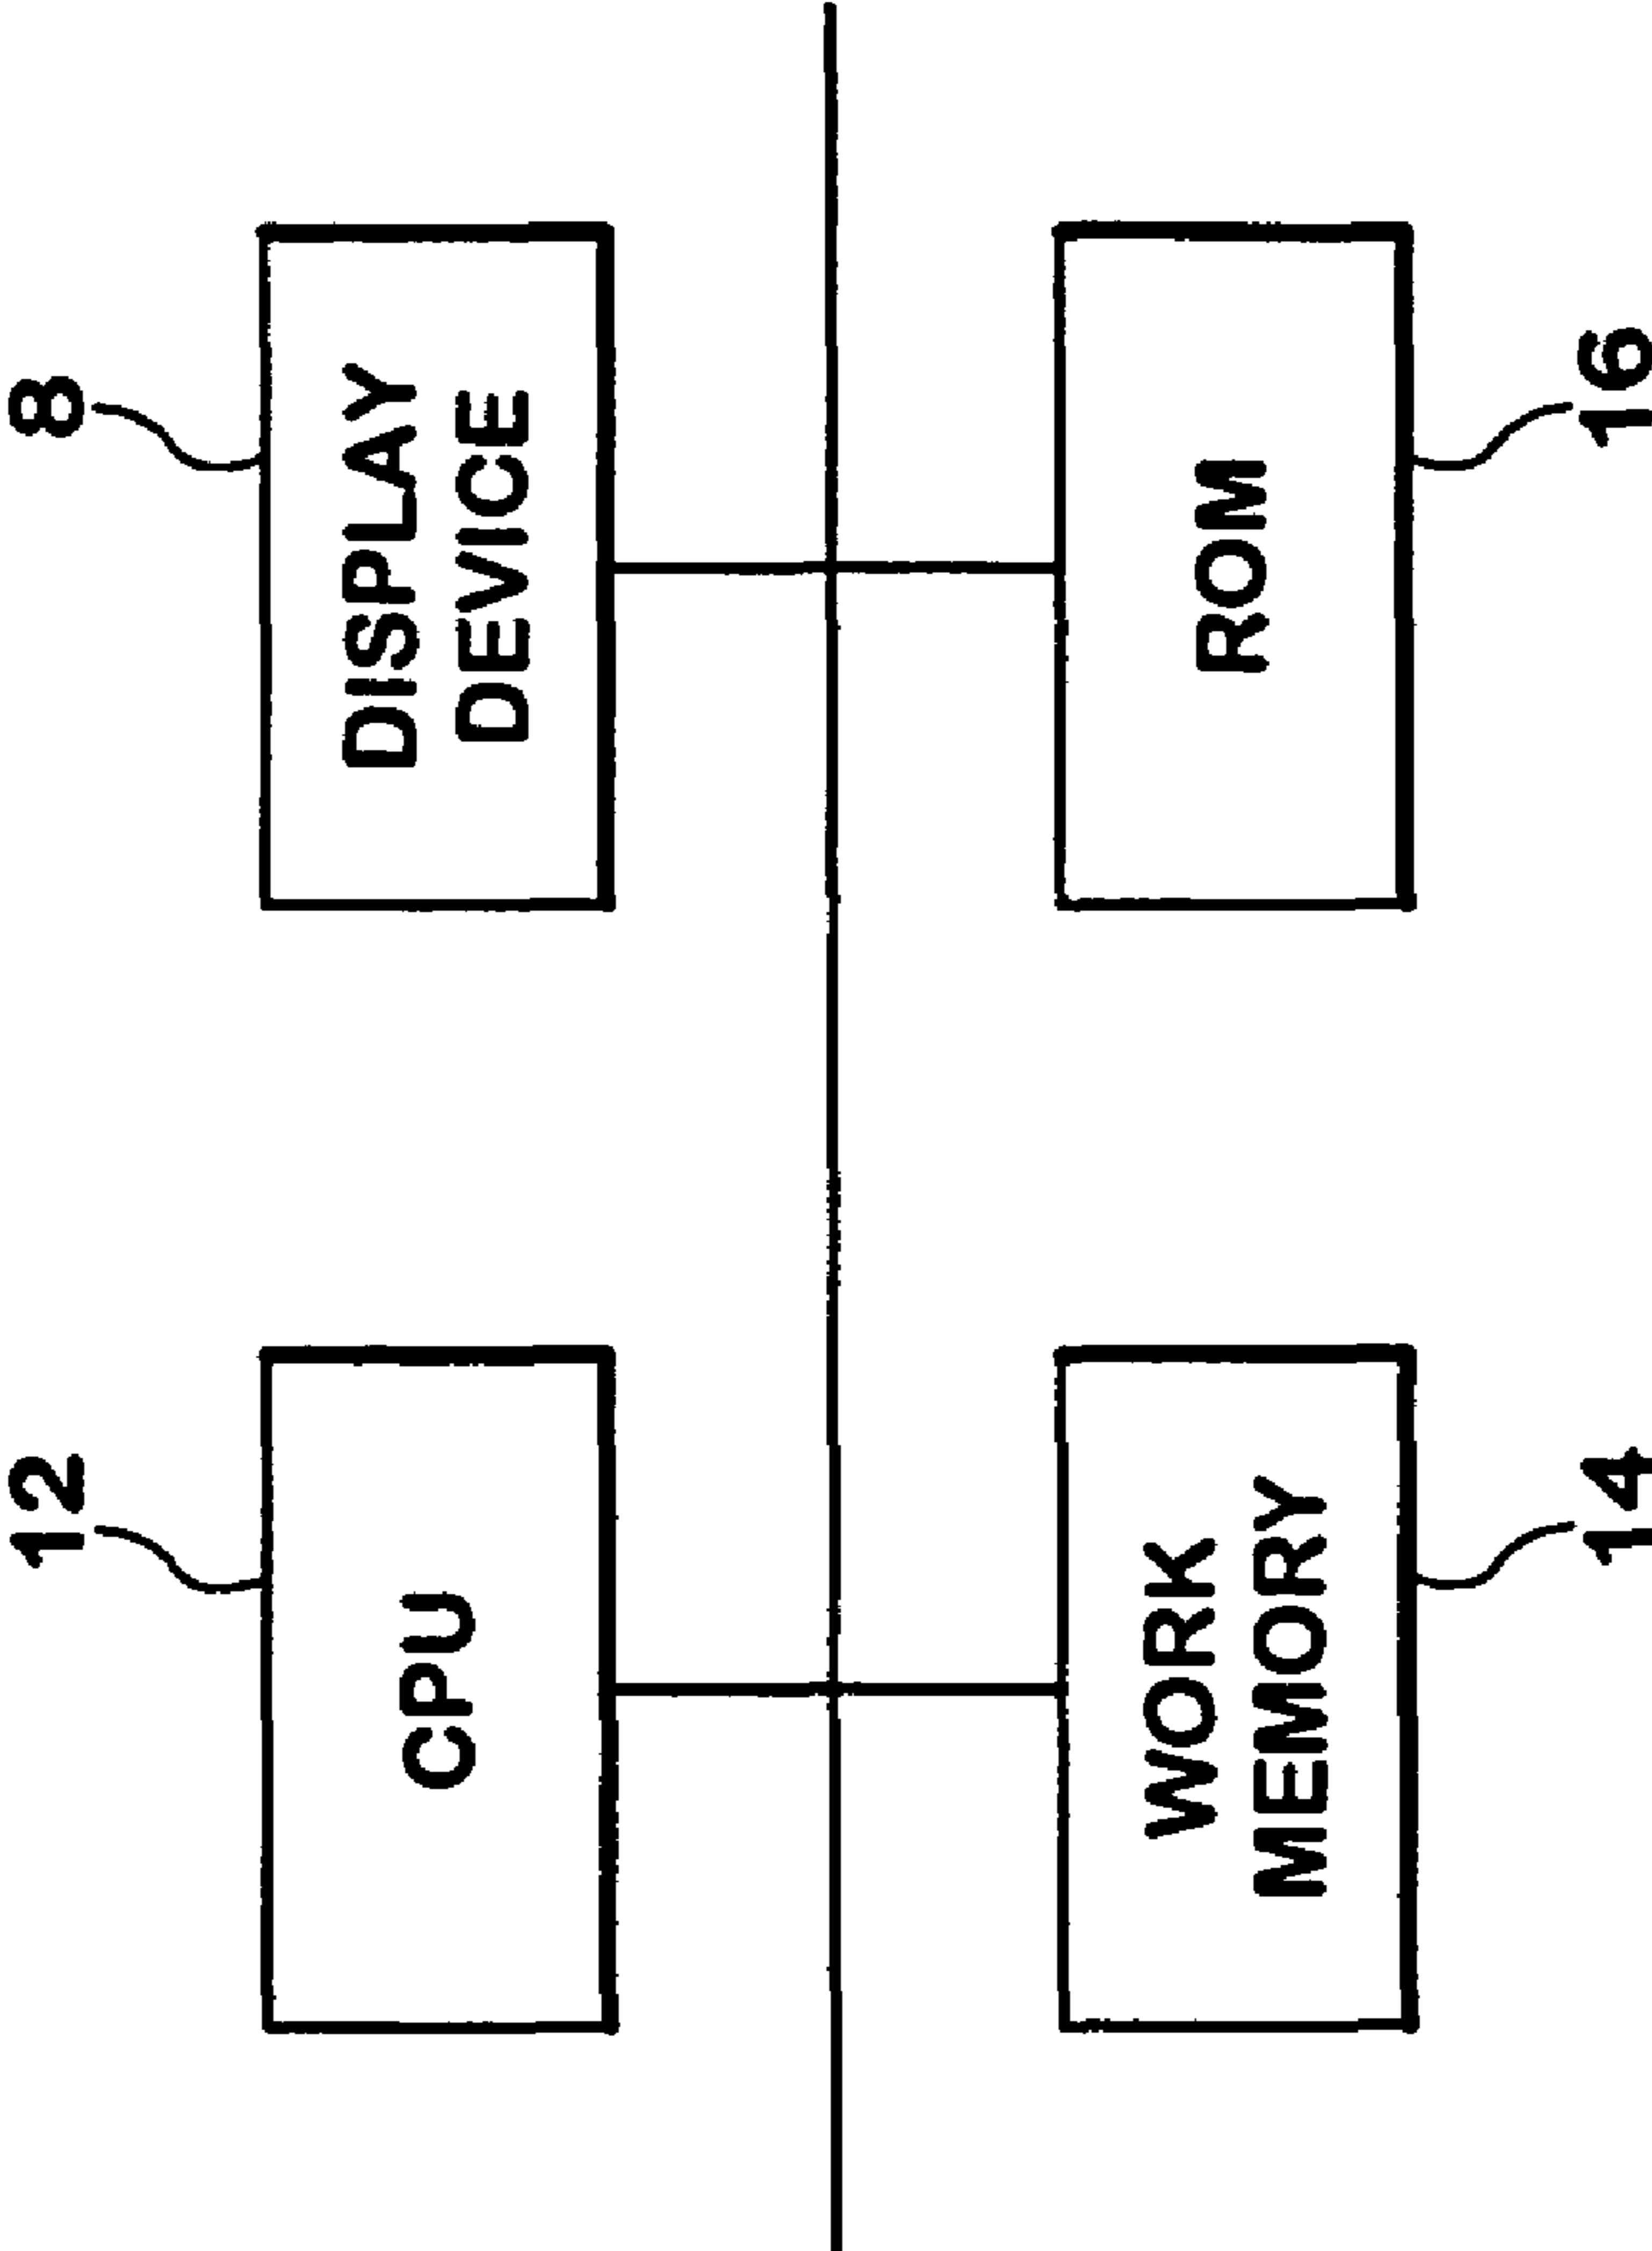 12
8
CPU
DISPLAY
DEVICE
WORK
MEMORY
ROM
14
16